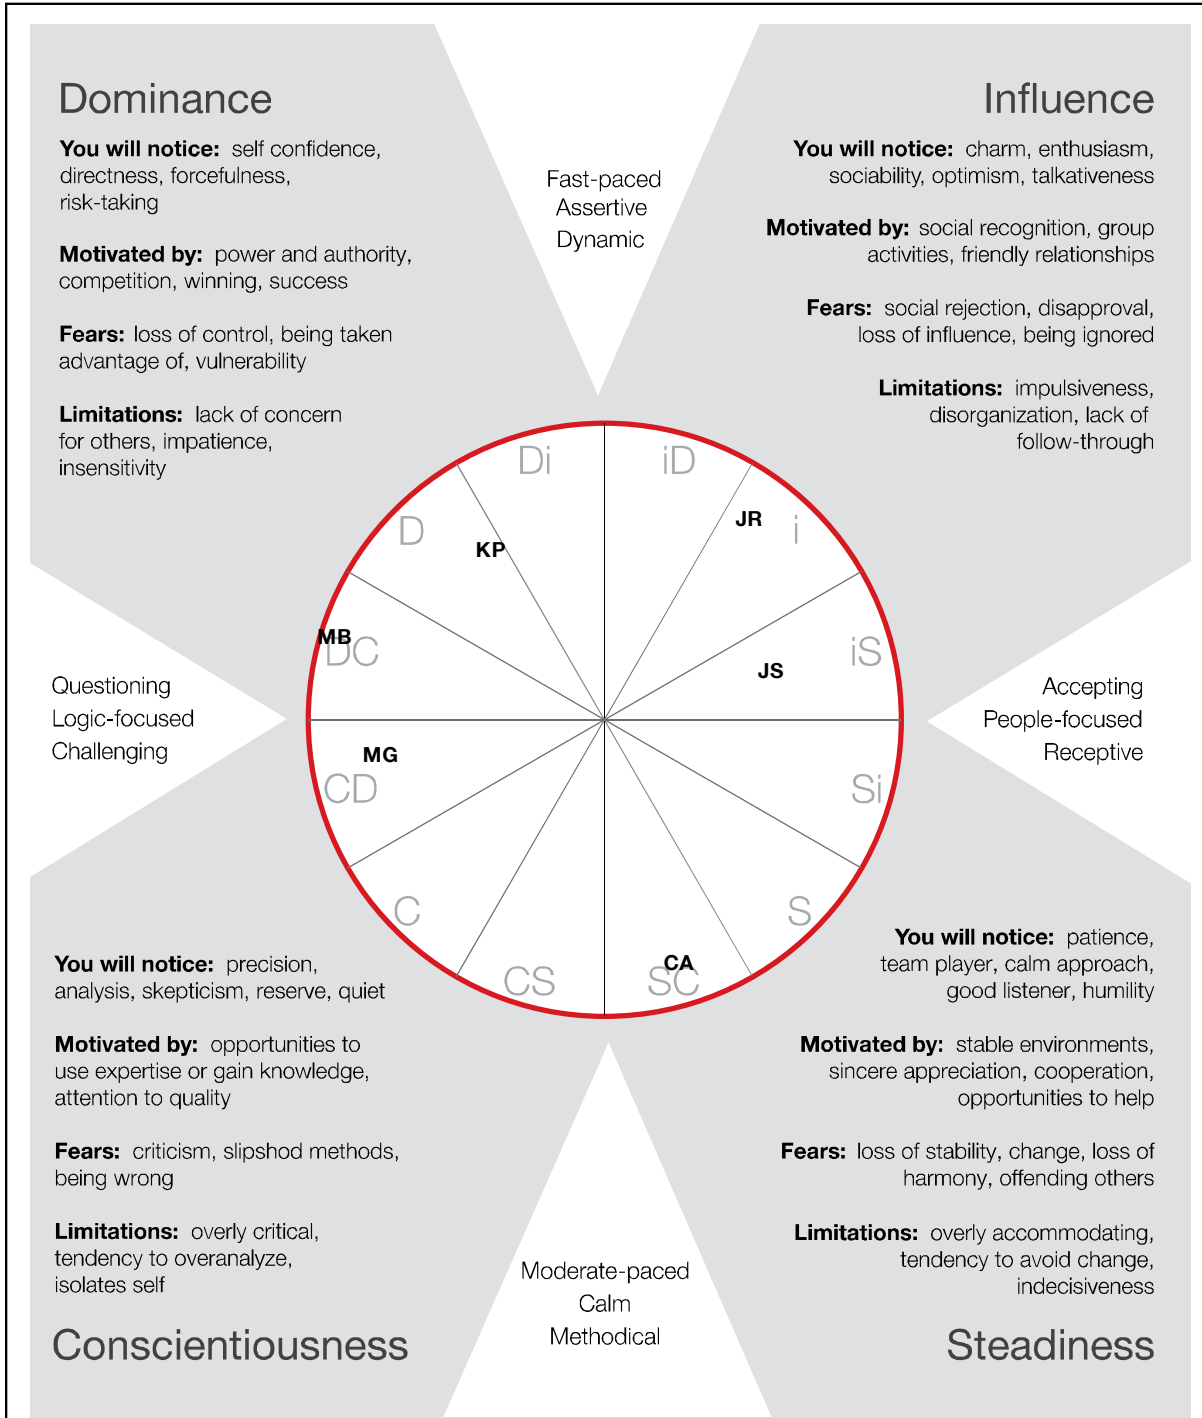 Dominance
You will notice: self confidence,
directness, forcefulness,
risk-taking
Motivated by: power and authority,
competition, winning, success
Fears: loss of control, being taken
advantage of, vulnerability
Limitations: lack of concern
for others, impatience,
insensitivity
Fast-paced
Assertive
Dynamic
Influence
You will notice: charm, enthusiasm,
sociability, optimism, talkativeness
Motivated by: social recognition, group
activities, friendly relationships
Fears: social rejection, disapproval,
loss of influence, being ignored
Limitations: impulsiveness,
disorganization, lack of
follow-through
Di
iD
D
KP
JR
i
MB
DC
JS
iS
Questioning
Logic-focused
Challenging
Accepting
People-focused
Receptive
MG
CD
Si
C
S
CS
CA
SC
You will notice: precision,
analysis, skepticism, reserve, quiet
Motivated by: opportunities to
use expertise or gain knowledge,
attention to quality
Fears: criticism, slipshod methods,
being wrong
Limitations: overly critical,
tendency to overanalyze,
isolates self
Conscientiousness
Moderate-paced
Calm
Methodical
You will notice: patience,
team player, calm approach,
good listener, humility
Motivated by: stable environments,
sincere appreciation, cooperation,
opportunities to help
Fears: loss of stability, change, loss of
harmony, offending others
Limitations: overly accommodating,
tendency to avoid change,
indecisiveness
Steadiness